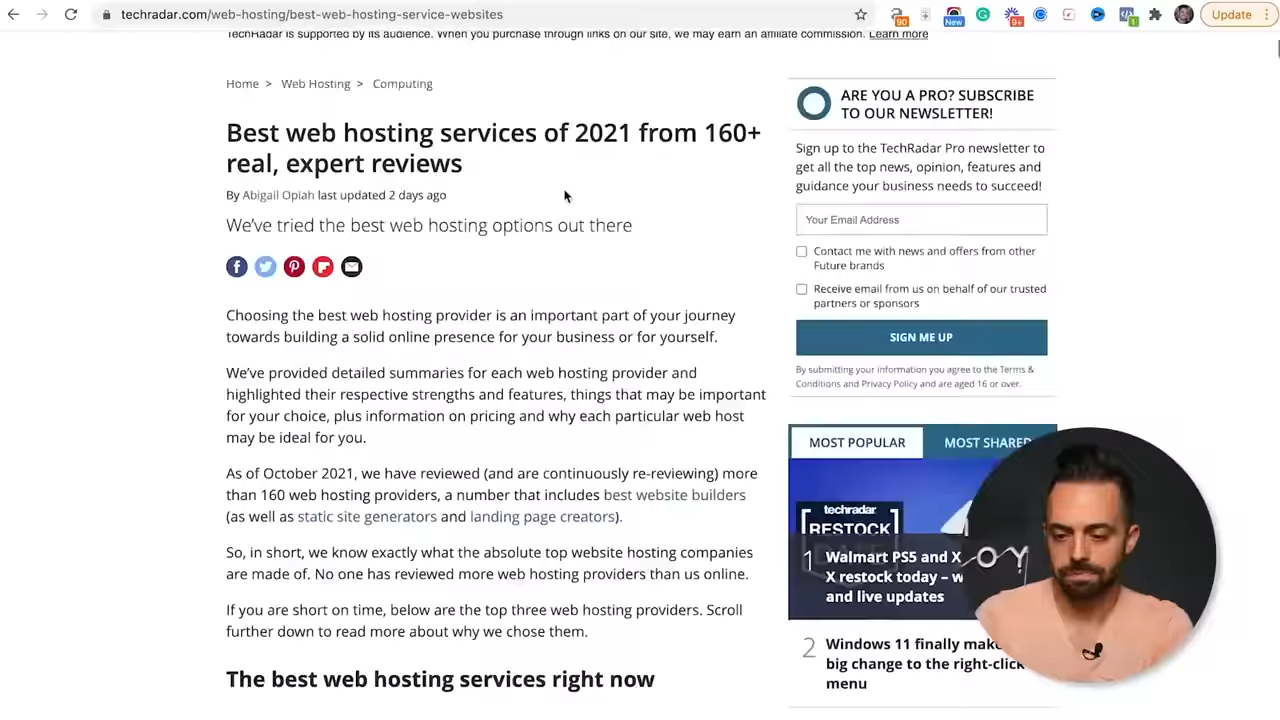 techradar.com/web-hosting/best-web-hosting-service-websites
90
New
9+
1
Update
TechRadar is supported by its audience. When you purchase through links on our site, we may earn an affiliate commission. Learn more
Home > Web Hosting > Computing
Best web hosting services of 2021 from 160+
real, expert reviews
By Abigail Opiah last updated 2 days ago
We've tried the best web hosting options out there
Choosing the best web hosting provider is an important part of your journey
towards building a solid online presence for your business or for yourself.
We've provided detailed summaries for each web hosting provider and
highlighted their respective strengths and features, things that may be important
for your choice, plus information on pricing and why each particular web host
may be ideal for you.
As of October 2021, we have reviewed (and are continuously re-reviewing) more
than 160 web hosting providers, a number that includes best website builders
(as well as static site generators and landing page creators).
So, in short, we know exactly what the absolute top website hosting companies
are made of. No one has reviewed more web hosting providers than us online.
If you are short on time, below are the top three web hosting providers. Scroll
further down to read more about why we chose them.
The best web hosting services right now
ARE YOU A PRO? SUBSCRIBE
TO OUR NEWSLETTER!
Sign up to the TechRadar Pro newsletter to
get all the top news, opinion, features and
guidance your business needs to succeed!
Your Email Address
Contact me with news and offers from other
Future brands
Receive email from us on behalf of our trusted
partners or sponsors
SIGN ME UP
By submitting your information you agree to the Terms &
Conditions and Privacy Policy and are aged 16 or over.
MOST POPULAR
MOST SHARED
techradar
RESTOCK
1
Walmart PS5 and X
X restock today – w
and live updates
2
Windows 11 finally make
big change to the right-click
menu